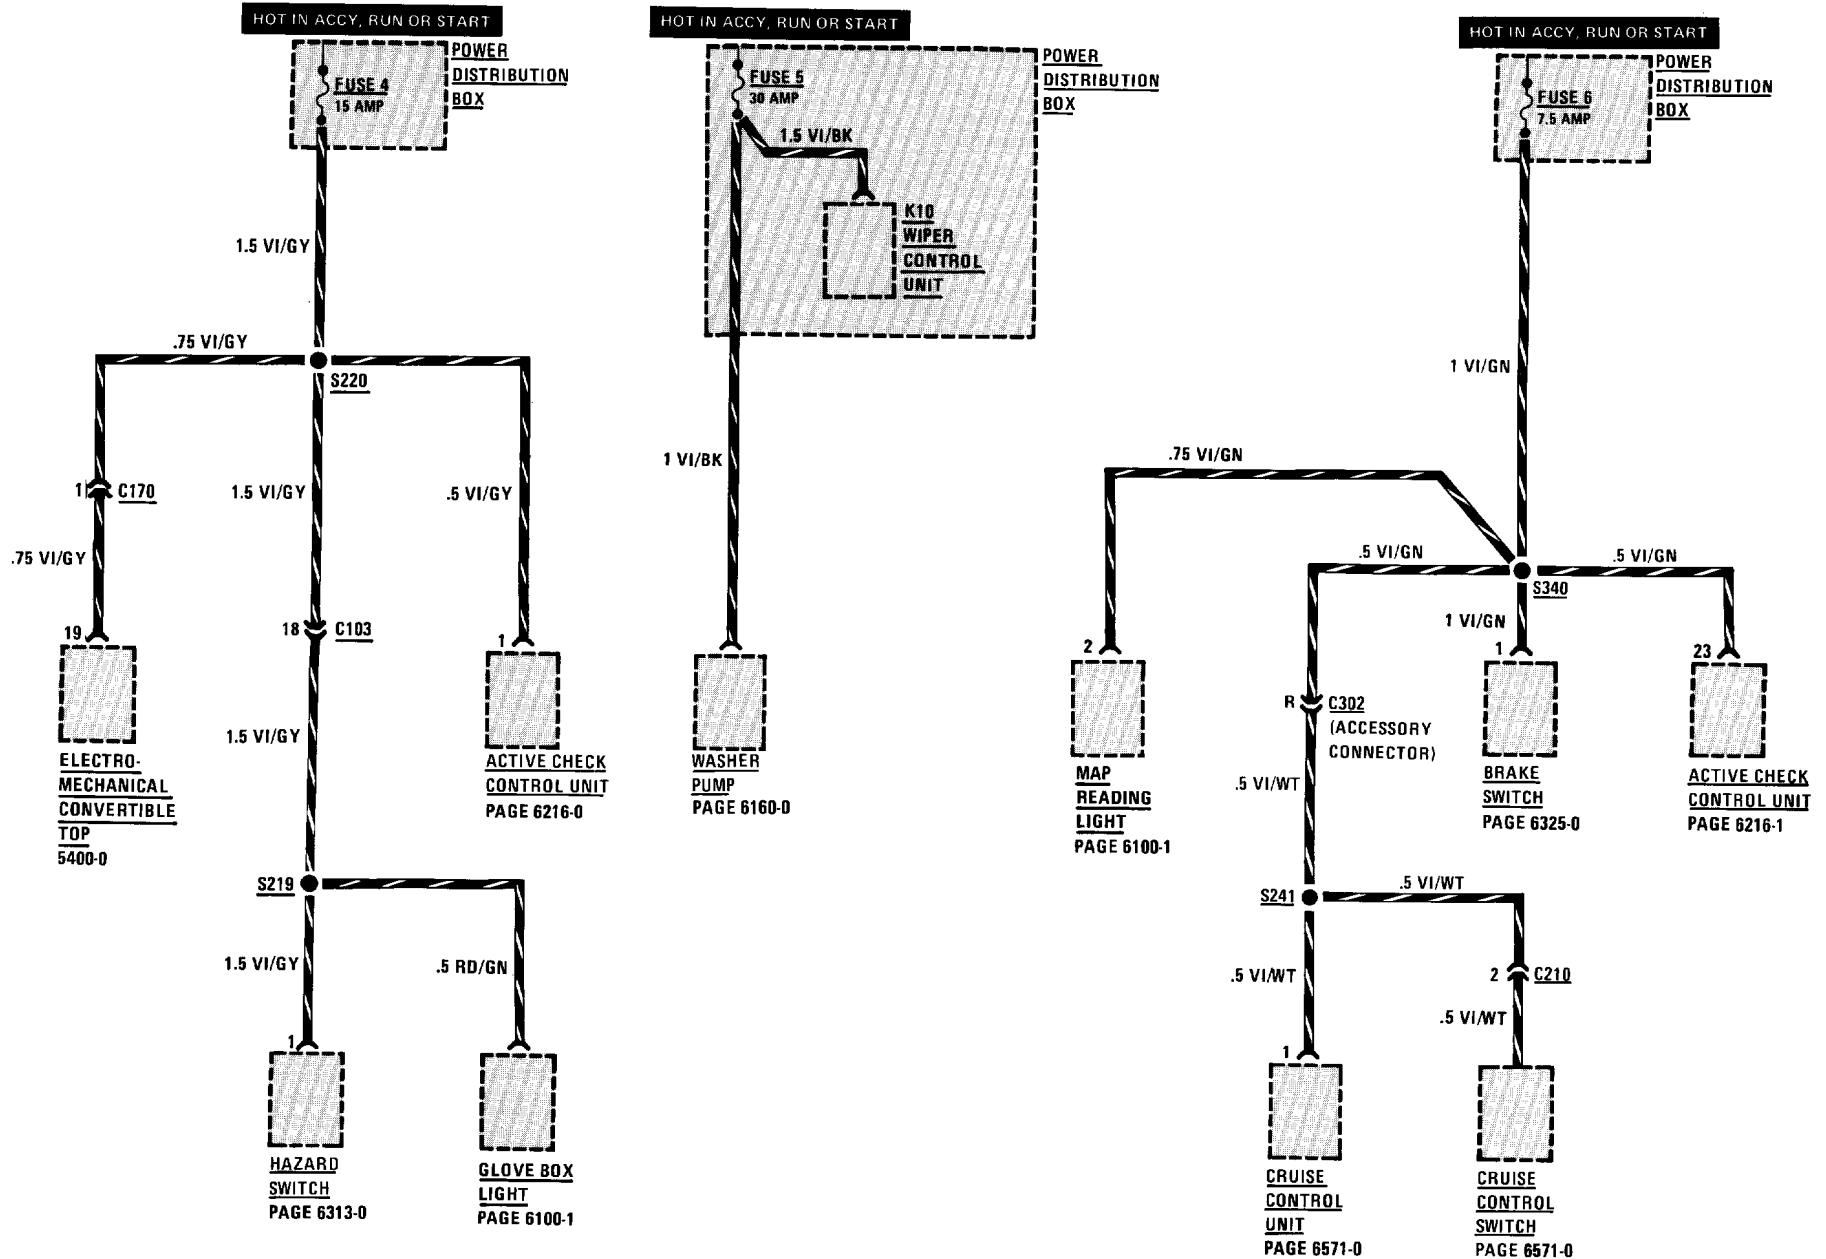 HOT IN ACCY, RUN OR START
POWER
DISTRIBUTION
BOX
FUSE 4
15 AMP
1.5 VI/GY
.75 VI/GY
S220
1
C170
1.5 VI/GY
.5 VI/GY
.75 VI/GY
19
18
C103
1
ELECTRO-
MECHANICAL
CONVERTIBLE
TOP
5400-0
1.5 VI/GY
ACTIVE CHECK
CONTROL UNIT
PAGE 6216-0
S219
1.5 VI/GY
.5 RD/GN
1
HAZARD
SWITCH
PAGE 6313-0
GLOVE BOX
LIGHT
PAGE 6100-1
HOT IN ACCY, RUN OR START
POWER
DISTRIBUTION
BOX
FUSE 5
30 AMP
1.5 VI/BK
K10
WIPER
CONTROL
UNIT
1 VI/BK
WASHER
PUMP
PAGE 6160-0
HOT IN ACCY, RUN OR START
POWER
DISTRIBUTION
BOX
FUSE 6
7.5 AMP
1 VI/GN
.75 VI/GN
.5 VI/GN
.5 VI/GN
S340
1 VI/GN
2
1
23
R
C302
(ACCESSORY
CONNECTOR)
MAP
READING
LIGHT
PAGE 6100-1
BRAKE
SWITCH
PAGE 6325-0
ACTIVE CHECK
CONTROL UNIT
PAGE 6216-1
.5 VI/WT
S241
.5 VI/WT
.5 VI/WT
2
C210
.5 VI/WT
1
CRUISE
CONTROL
UNIT
PAGE 6571-0
CRUISE
CONTROL
SWITCH
PAGE 6571-0